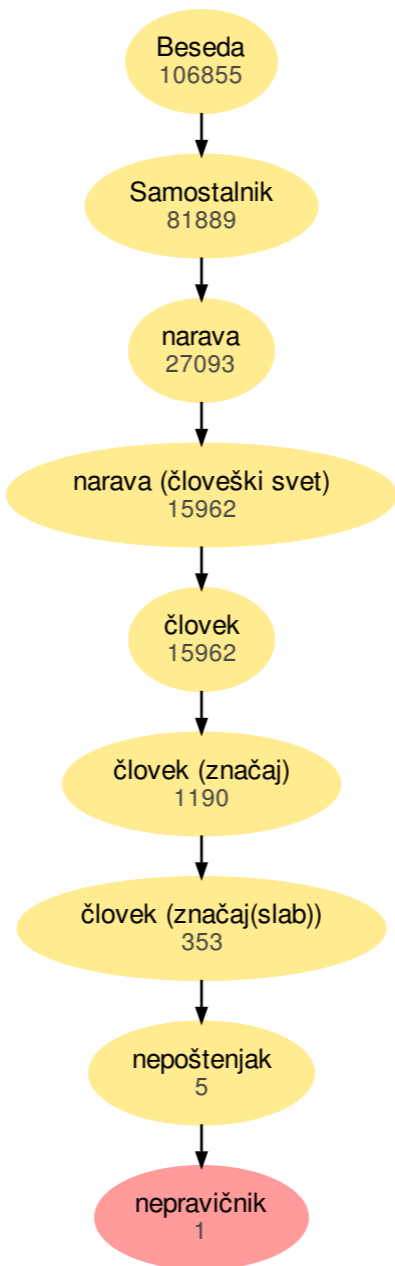 Beseda
106855
Samostalnik
81889
narava
27093
narava (človeški svet)
15962
človek
15962
človek (značaj)
1190
človek (značaj(slab))
353
nepoštenjak
5
nepravičnik
1